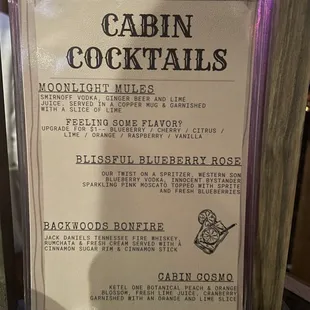 CABIN
COCKTAILS
MOONLIGHT MULES
SMIRNOFF VODKA, GINGER BEER AND LIME
JUICE, SERVED IN A COPPER MUG & GARNISHED
WITH A SLICE OF LIME
FEELING SOME FLAVOR?
UPGRADE FOR $1-- BLUEBERRY / CHERRY / CITRUS /
LIME / ORANGE / RASPBERRY / VANILLA
BLISSFUL BLUEBERRY ROSE
OUR TWIST ON A SPRITZER, WESTERN SON
BLUEBERRY VODKA, INNOCENT BYSTANDER
SPARKLING PINK MOSCATO TOPPED WITH SPRITE
AND FRESH BLUEBERRIES
BACKWOODS BONFIRE
JACK DANIELS TENNESSEE FIRE WHISKEY,
RUMCHATA & FRESH CREAM SERVED WITH A
CINNAMON SUGAR RIM & CINNAMON STICK
CABIN COSMO
KETEL ONE BOTANICAL PEACH & ORANGE
BLOSSOM, FRESH LIME JUICE, CRANBERRY
GARNISHED WITH AN ORANGE AND LIME SLICE